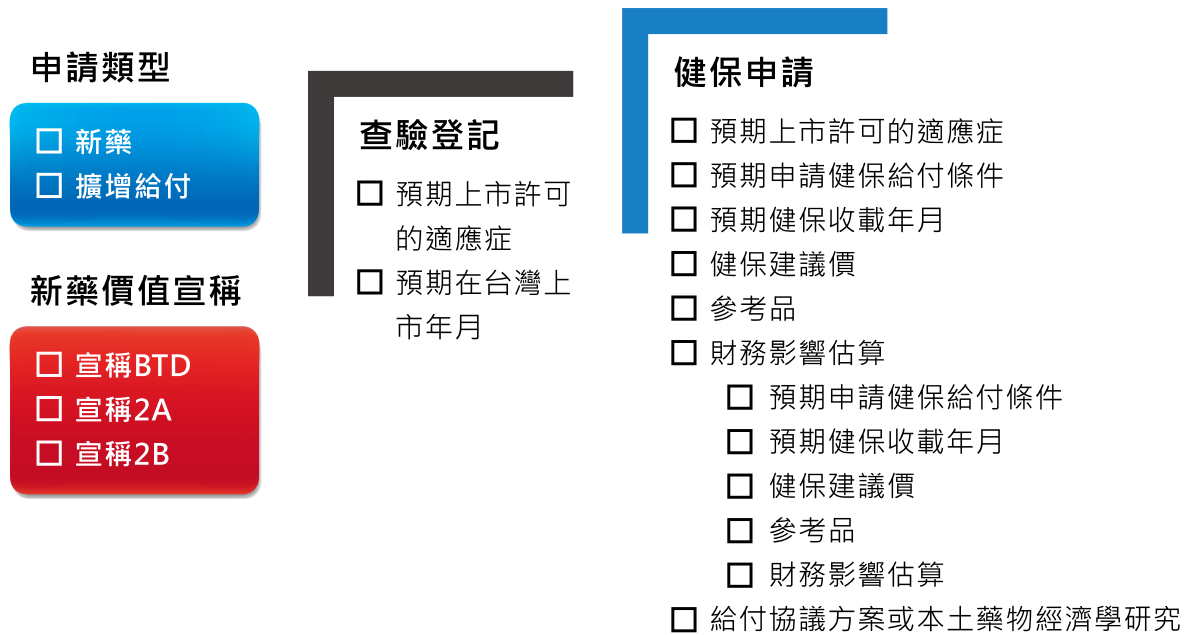 申請類型
□ 新藥
□ 擴增給付
新藥價值宣稱
□ 宣稱BTD
□ 宣稱2A
□ 宣稱2B
查驗登記
□ 預期上市許可
的適應症
□ 預期在台灣上
市年月
健保申請
□ 預期上市許可的適應症
□ 預期申請健保給付條件
□ 預期健保收載年月
□ 健保建議價
□ 參考品
□ 財務影響估算
□ 預期申請健保給付條件
□ 預期健保收載年月
□ 健保建議價
□ 參考品
□ 財務影響估算
□ 給付協議方案或本土藥物經濟學研究